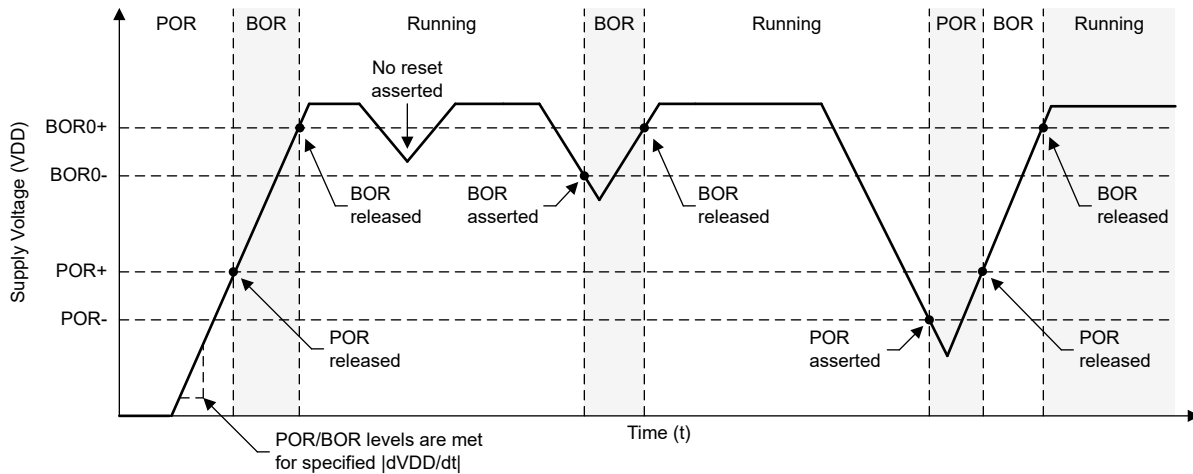 POR
BOR
Running
BOR
Running
POR
BOR
Running
No reset
asserted
Supply Voltage (VDD)
BOR0+
BOR0-
POR+
POR-
BOR
released
BOR
asserted
BOR
released
BOR
released
POR
released
POR
asserted
POR
released
POR/BOR levels are met
for specified |dVDD/dt|
Time (t)